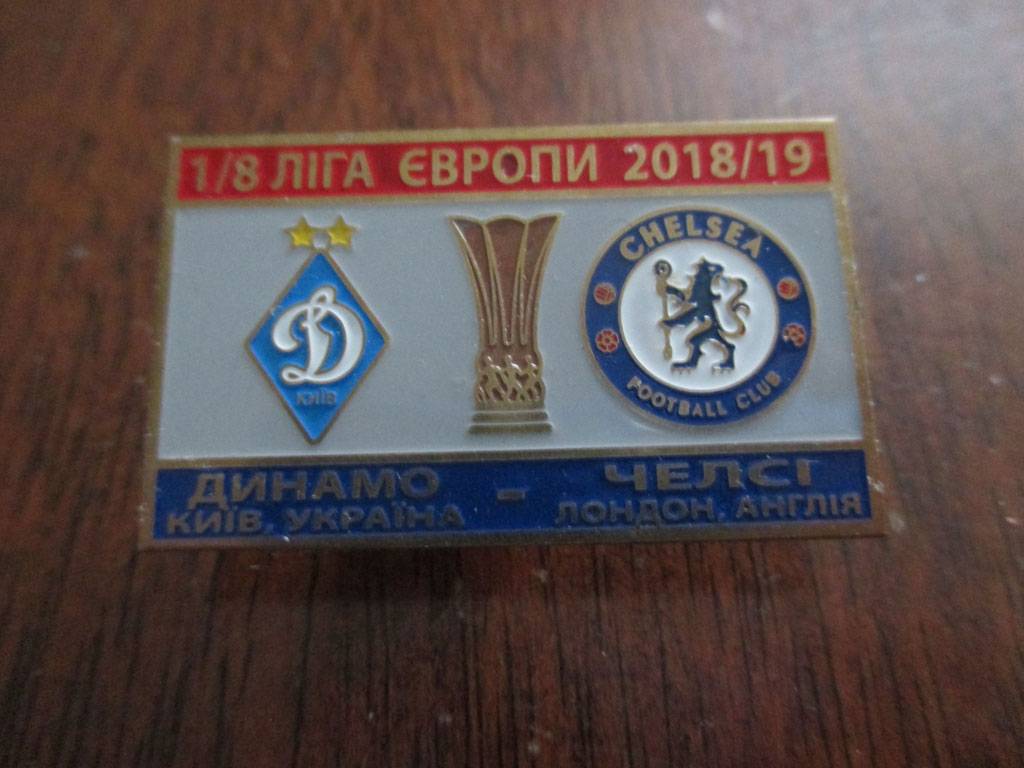 1/8 ЛІГА ЄВРОПИ 2018/19
Д
КИЇВ
CHELSEA
FOOTBALL CLUB
ДИНАМО - ЧЕЛСІ
КИЇВ, УКРАЇНА ЛОНДОН, АНГЛІЯ